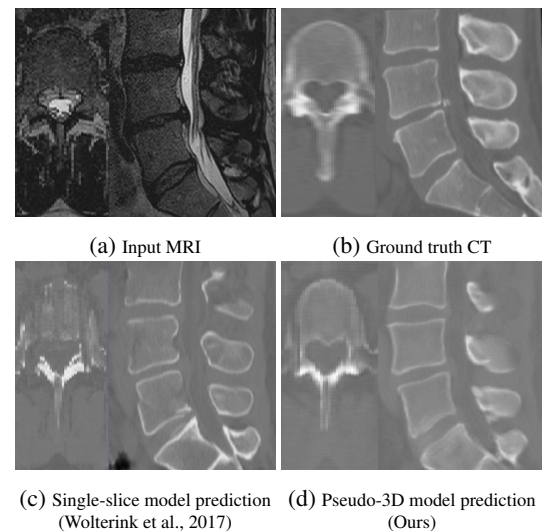 (a) Input MRI
(b) Ground truth CT
(c) Single-slice model prediction
(Wolterink et al., 2017)
(d) Pseudo-3D model prediction
(Ours)